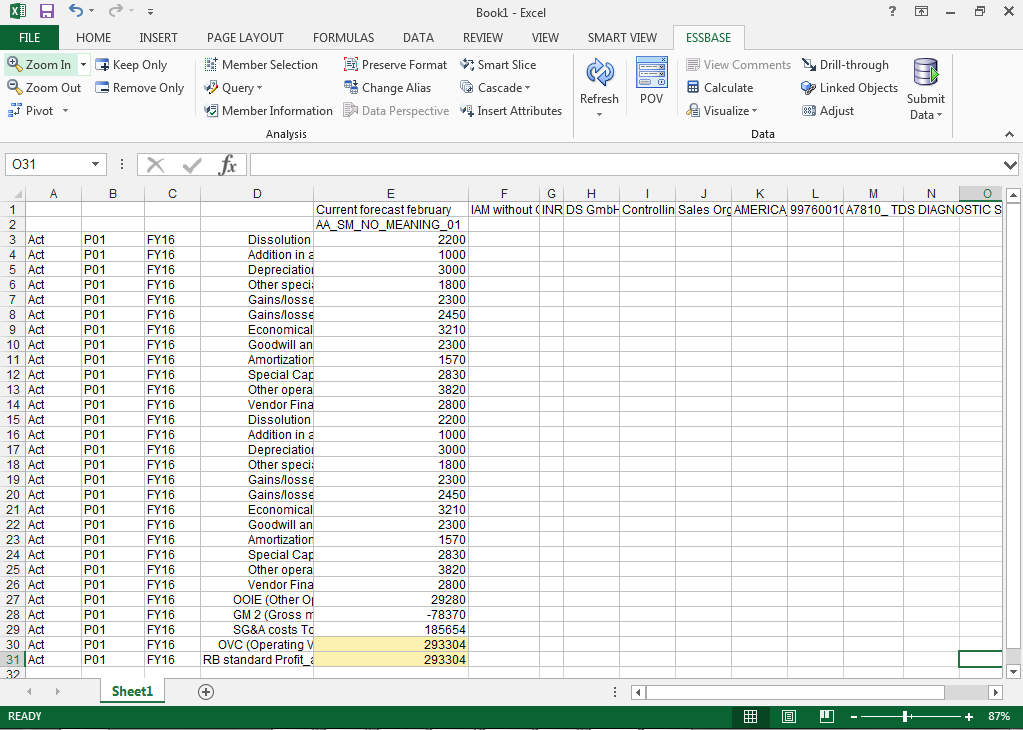 Book1 - Excel
FILE HOME INSERT PAGE LAYOUT FORMULAS DATA REVIEW VIEW SMART VIEW ESSBASE
Zoom In Keep Only Member Selection Preserve Format Smart Slice View Comments Drill-through
Zoom Out Remove Only Query Change Alias Cascade Refresh POV Calculate Linked Objects Submit
Pivot Member Information Data Perspective Insert Attributes Visualize Adjust Data
Analysis Data
O31 fx
A B C D E F G H I J K L M N O
1 Current forecast february IAM without INR DS GmbH Controllin Sales Org AMERICA 99760010 A7810_ TDS DIAGNOSTIC S
2 AA_SM_NO_MEANING_01
3 Act P01 FY16 Dissolution 2200
4 Act P01 FY16 Addition in a 1000
5 Act P01 FY16 Depreciation 3000
6 Act P01 FY16 Other specia 1800
7 Act P01 FY16 Gains/losse 2300
8 Act P01 FY16 Gains/losse 2450
9 Act P01 FY16 Economical 3210
10 Act P01 FY16 Goodwill an 2300
11 Act P01 FY16 Amortization 1570
12 Act P01 FY16 Special Cap 2830
13 Act P01 FY16 Other opera 3820
14 Act P01 FY16 Vendor Fina 2800
15 Act P01 FY16 Dissolution 2200
16 Act P01 FY16 Addition in a 1000
17 Act P01 FY16 Depreciation 3000
18 Act P01 FY16 Other specia 1800
19 Act P01 FY16 Gains/losse 2300
20 Act P01 FY16 Gains/losse 2450
21 Act P01 FY16 Economical 3210
22 Act P01 FY16 Goodwill an 2300
23 Act P01 FY16 Amortization 1570
24 Act P01 FY16 Special Cap 2830
25 Act P01 FY16 Other opera 3820
26 Act P01 FY16 Vendor Fina 2800
27 Act P01 FY16 OOIE (Other Op 29280
28 Act P01 FY16 GM 2 (Gross m -78370
29 Act P01 FY16 SG&A costs To 185654
30 Act P01 FY16 OVC (Operating V 293304
31 Act P01 FY16 RB standard Profit_a 293304
32
Sheet1
READY 87%